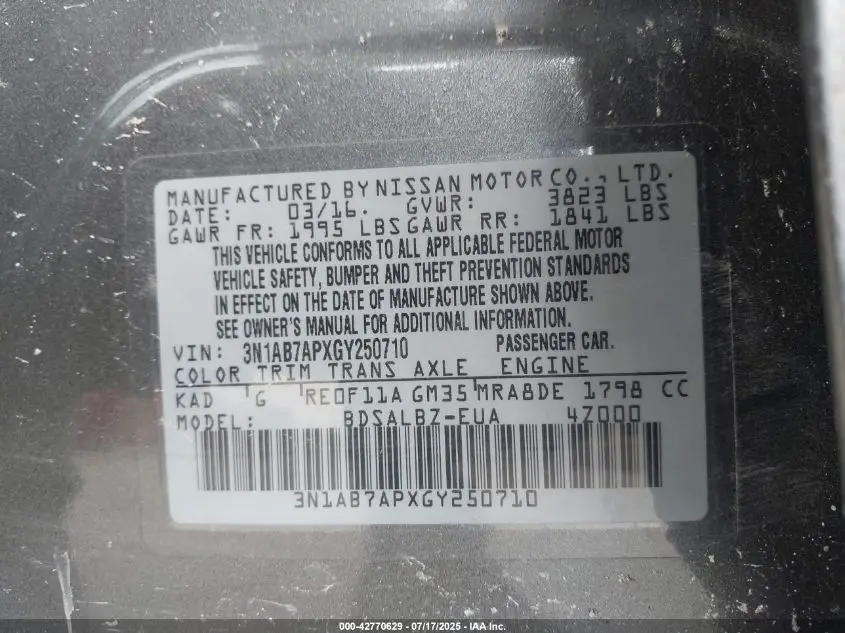 MANUFACTURED BY NISSAN MOTOR CO., LTD.
DATE: 03/16. GVWR: 3823 LBS
GAWR FR: 1995 LBS GAWR RR: 1841 LBS
THIS VEHICLE CONFORMS TO ALL APPLICABLE FEDERAL MOTOR
VEHICLE SAFETY, BUMPER AND THEFT PREVENTION STANDARDS
IN EFFECT ON THE DATE OF MANUFACTURE SHOWN ABOVE.
SEE OWNER'S MANUAL FOR ADDITIONAL INFORMATION.
VIN: 3N1AB7APXGY250710 PASSENGER CAR.
COLOR TRIM TRANS AXLE ENGINE
KAD G RE0F11A GM35 MRA8DE 1798 CC
MODEL: BDSALBZ-EUA 4Z000
3N1AB7APXGY250710
000-42770629 - 07/17/2025 - IAA Inc.